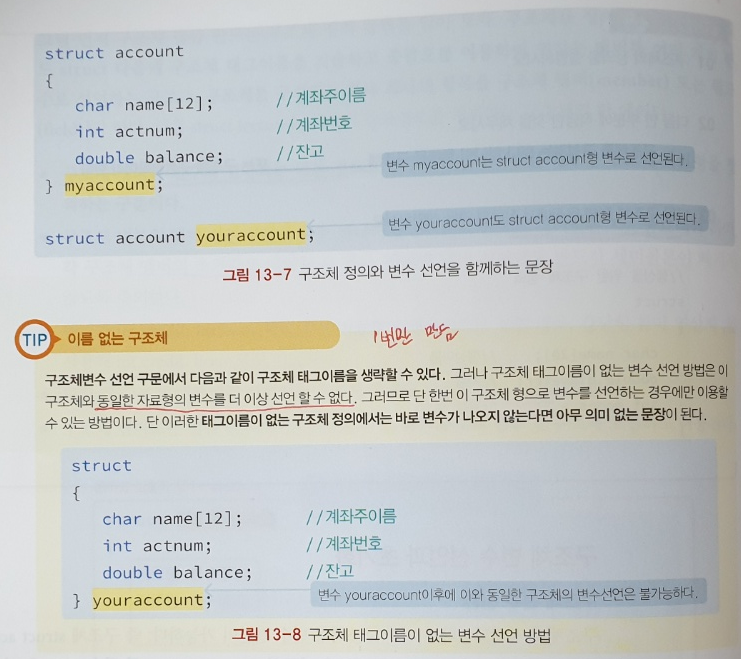 struct account
{
char name[12]; //계좌주이름
int actnum; //계좌번호
double balance; //잔고
변수 myaccount는 struct account형 변수로 선언된다.
} myaccount;
변수 youraccount도 struct account형 변수로 선언된다.
struct account youraccount;
그림 13-7 구조체 정의와 변수 선언을 함께하는 문장
TIP 이름 없는 구조체 1번만 만듬
구조체변수 선언 구문에서 다음과 같이 구조체 태그이름을 생략할 수 있다. 그러나 구조체 태그이름이 없는 변수 선언 방법은 이
구조체와 동일한 자료형의 변수를 더 이상 선언 할 수 없다. 그러므로 단 한번 이 구조체 형으로 변수를 선언하는 경우에만 이용할
수 있는 방법이다. 단 이러한 태그이름이 없는 구조체 정의에서는 바로 변수가 나오지 않는다면 아무 의미 없는 문장이 된다.
struct
{
char name[12]; //계좌주이름
int actnum; //계좌번호
double balance; //잔고
} youraccount; 변수 youraccount이후에 이와 동일한 구조체의 변수선언은 불가능하다.
그림 13-8 구조체 태그이름이 없는 변수 선언 방법